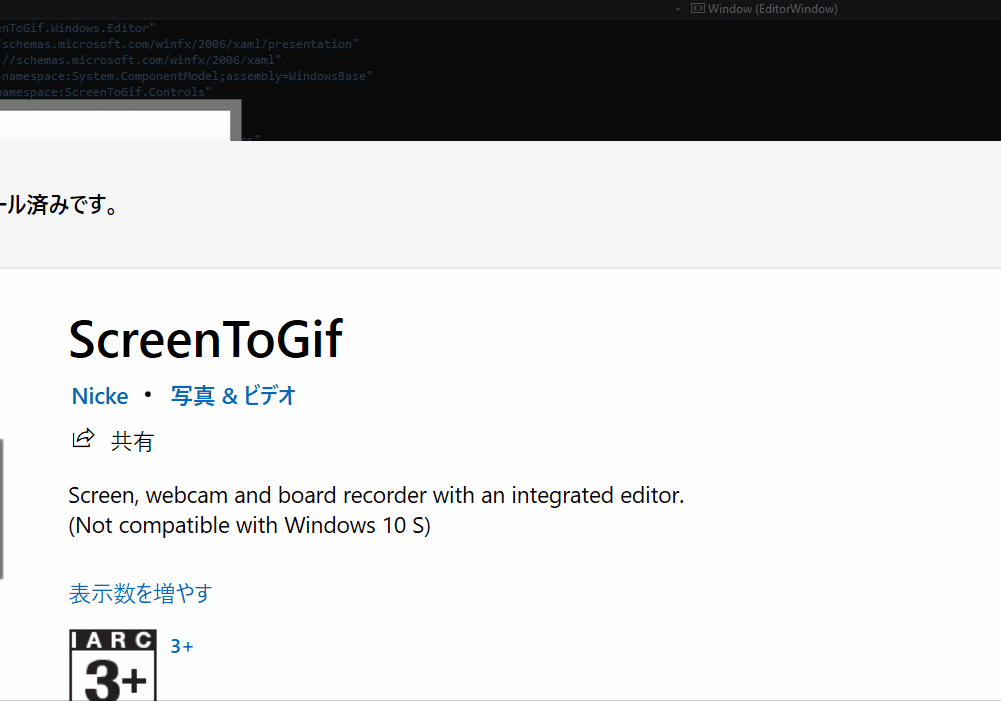 Window (EditorWindow)
enToGif.Windows.Editor"
/schemas.microsoft.com/winfx/2006/xaml/presentation"
//schemas.microsoft.com/winfx/2006/xaml"
-namespace:System.ComponentModel;assembly=WindowsBase"
namespace:ScreenToGif.Controls"
ール済みです。
ScreenToGif
Nicke • 写真 & ビデオ
共有
Screen, webcam and board recorder with an integrated editor.
(Not compatible with Windows 10 S)
表示数を増やす
IARC
3+
3+